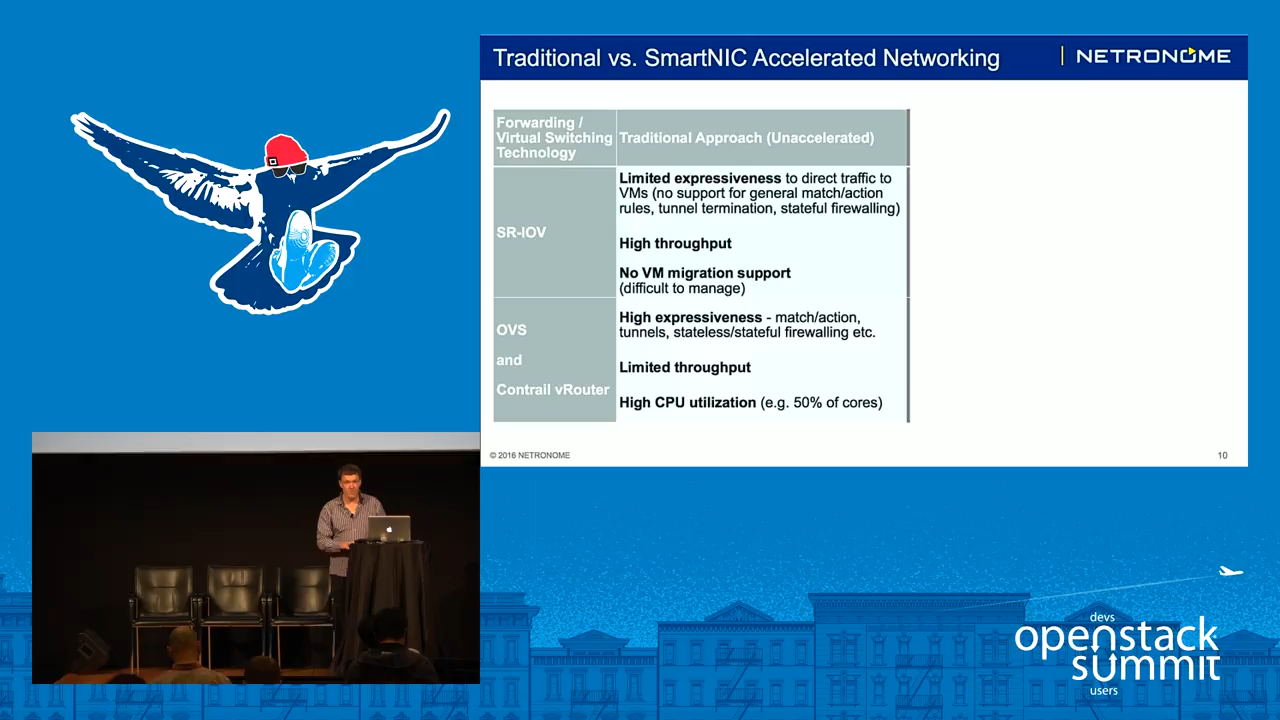 Traditional vs. SmartNIC Accelerated Networking
NETRONOME
Forwarding /
Virtual Switching
Technology
Traditional Approach (Unaccelerated)
SR-IOV
Limited expressiveness to direct traffic to
VMs (no support for general match/action
rules, tunnel termination, stateful firewalling)
High throughput
No VM migration support
(difficult to manage)
OVS
and
Contrail vRouter
High expressiveness - match/action,
tunnels, stateless/stateful firewalling etc.
Limited throughput
High CPU utilization (e.g. 50% of cores)
© 2016 NETRONOME
10
devs
openstack
summit
users